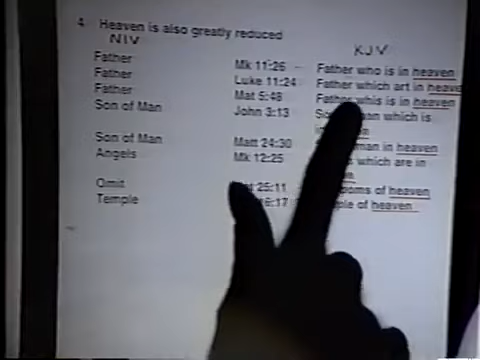 4. Heaven is also greatly reduced
NIV KJV
Father Mk 11:26 Father who is in heaven
Father Luke 11:24 Father which art in heave
Father Mat 5:48 Father whis is in heaven
Son of Man John 3:13 man which is
Son of Man Matt 24:30 man in heaven
Angels Mk 12:25 which are in
Omit 25:11 of heaven
Temple 16:17 of heaven